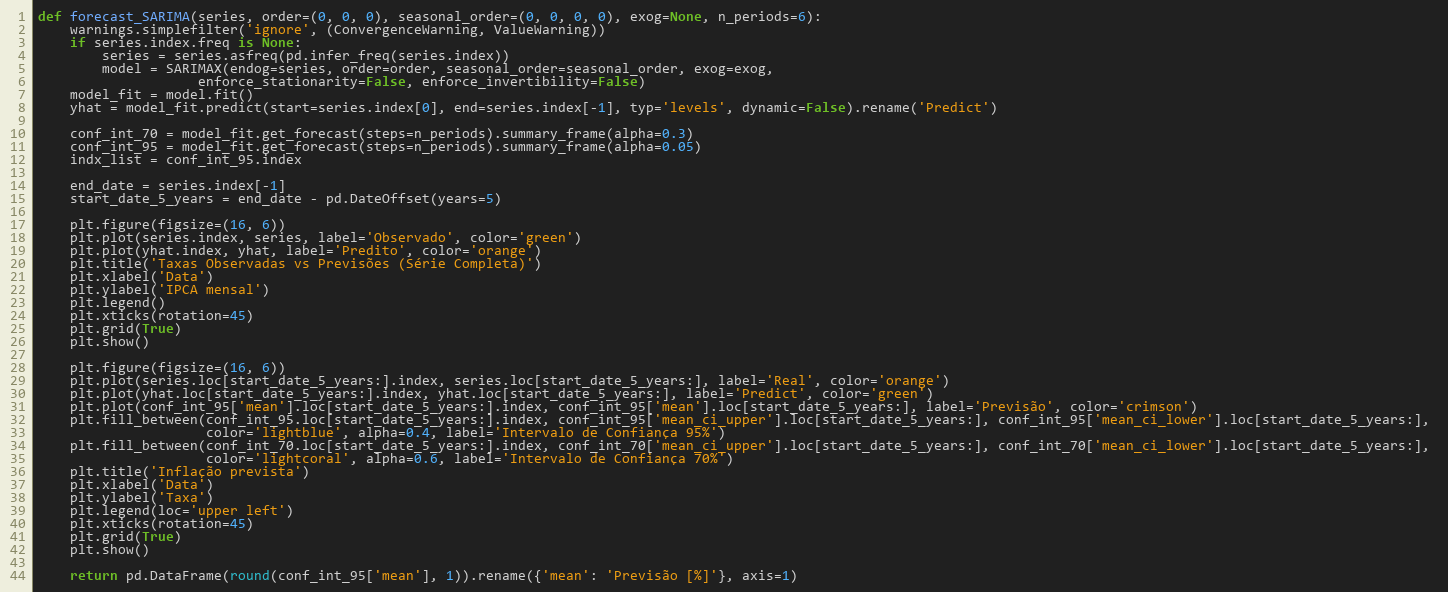 1 def forecast_SARIMA(series, order=(0, 0, 0), seasonal_order=(0, 0, 0, 0), exog=None, n_periods=6):
2     warnings.simplefilter('ignore', (ConvergenceWarning, ValueWarning))
3     if series.index.freq is None:
4         series = series.asfreq(pd.infer_freq(series.index))
5         model = SARIMAX(endog=series, order=order, seasonal_order=seasonal_order, exog=exog,
6                     enforce_stationarity=False, enforce_invertibility=False)
7     model_fit = model.fit()
8     yhat = model_fit.predict(start=series.index[0], end=series.index[-1], typ='levels', dynamic=False).rename('Predict')
9
10     conf_int_70 = model_fit.get_forecast(steps=n_periods).summary_frame(alpha=0.3)
11     conf_int_95 = model_fit.get_forecast(steps=n_periods).summary_frame(alpha=0.05)
12     indx_list = conf_int_95.index
13
14     end_date = series.index[-1]
15     start_date_5_years = end_date - pd.DateOffset(years=5)
16
17     plt.figure(figsize=(16, 6))
18     plt.plot(series.index, series, label='Observado', color='green')
19     plt.plot(yhat.index, yhat, label='Predito', color='orange')
20     plt.title('Taxas Observadas vs Previsões (Série Completa)')
21     plt.xlabel('Data')
22     plt.ylabel('IPCA mensal')
23     plt.legend()
24     plt.xticks(rotation=45)
25     plt.grid(True)
26     plt.show()
27
28     plt.figure(figsize=(16, 6))
29     plt.plot(series.loc[start_date_5_years:].index, series.loc[start_date_5_years:], label='Real', color='orange')
30     plt.plot(yhat.loc[start_date_5_years:].index, yhat.loc[start_date_5_years:], label='Predict', color='green')
31     plt.plot(conf_int_95['mean'].loc[start_date_5_years:].index, conf_int_95['mean'].loc[start_date_5_years:], label='Previsão', color='crimson')
32     plt.fill_between(conf_int_95.loc[start_date_5_years:].index, conf_int_95['mean_ci_upper'].loc[start_date_5_years:], conf_int_95['mean_ci_lower'].loc[start_date_5_years:],
33                      color='lightblue', alpha=0.4, label='Intervalo de Confiança 95%')
34     plt.fill_between(conf_int_70.loc[start_date_5_years:].index, conf_int_70['mean_ci_upper'].loc[start_date_5_years:], conf_int_70['mean_ci_lower'].loc[start_date_5_years:],
35                      color='lightcoral', alpha=0.6, label='Intervalo de Confiança 70%')
36     plt.title('Inflação prevista')
37     plt.xlabel('Data')
38     plt.ylabel('Taxa')
39     plt.legend(loc='upper left')
40     plt.xticks(rotation=45)
41     plt.grid(True)
42     plt.show()
43
44     return pd.DataFrame(round(conf_int_95['mean'], 1)).rename({'mean': 'Previsão [%]'}, axis=1)